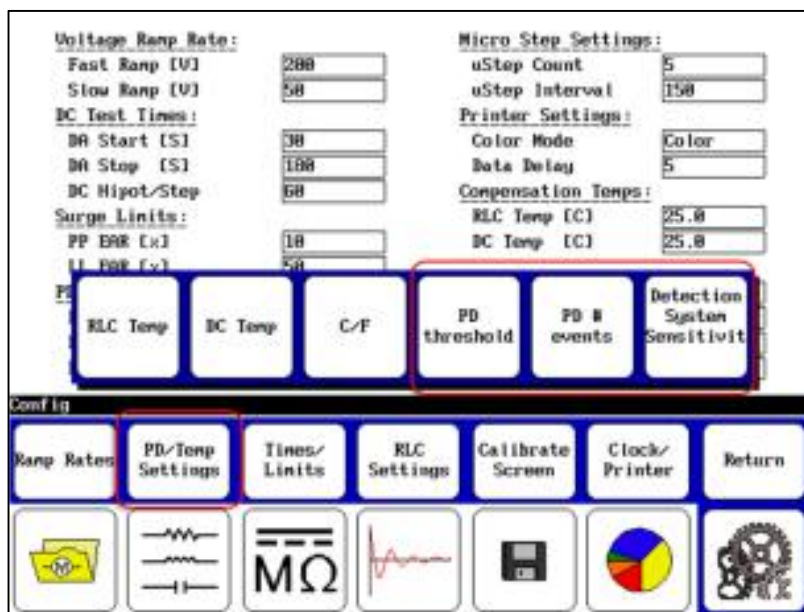 Voltage Ramp Rate:
Fast Ramp [V] 200
Slow Ramp [V] 50
DC Test Times:
DA Start [S] 30
DA Stop [S] 180
DC Hipot/Step 60
Surge Limits:
PP EAR [x] 10
LL EAR [y] 50
Micro Step Settings:
uStep Count 5
uStep Interval 150
Printer Settings:
Color Mode Color
Data Delay 5
Compensation Temps:
RLC Temp [C] 25.0
DC Temp [C] 25.0
RLC Temp
DC Temp
C/F
PD
threshold
PD #
events
Detection
System
Sensitivit
Config
Ramp Rates
PD/Temp
Settings
Times/
Limits
RLC
Settings
Calibrate
Screen
Clock/
Printer
Return
M
MΩ